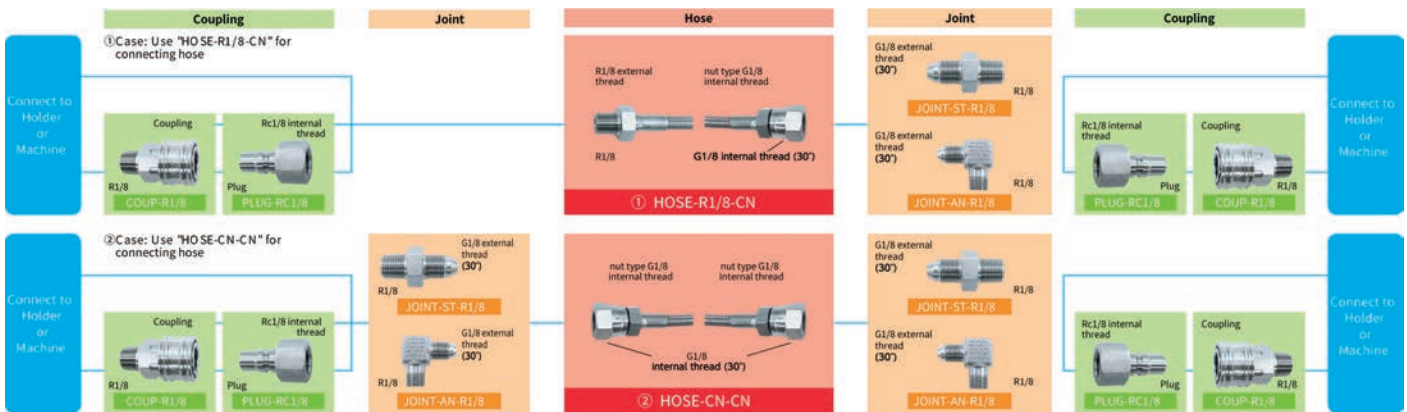 Coupling
Joint
Hose
Joint
Coupling
①Case: Use "HOSE-R1/8-CN" for
connecting hose
Connect to
Holder
or
Machine
Coupling
R1/8
COUP-R1/8
Rc1/8 internal
thread
Plug
PLUG-RC1/8
R1/8 external
thread
R1/8
nut type G1/8
internal thread
G1/8 internal thread (30°)
① HOSE-R1/8-CN
G1/8 external
thread
(30°)
R1/8
JOINT-ST-R1/8
G1/8 external
thread
(30°)
R1/8
JOINT-AN-R1/8
Rc1/8 internal
thread
Plug
PLUG-RC1/8
Coupling
R1/8
COUP-R1/8
Connect to
Holder
or
Machine
②Case: Use "HOSE-CN-CN" for
connecting hose
Connect to
Holder
or
Machine
Coupling
R1/8
COUP-R1/8
Rc1/8 internal
thread
Plug
PLUG-RC1/8
G1/8 external
thread
(30°)
R1/8
JOINT-ST-R1/8
G1/8 external
thread
(30°)
R1/8
JOINT-AN-R1/8
nut type G1/8
internal thread
nut type G1/8
internal thread
G1/8
internal thread (30°)
② HOSE-CN-CN
G1/8 external
thread
(30°)
R1/8
JOINT-ST-R1/8
G1/8 external
thread
(30°)
R1/8
JOINT-AN-R1/8
Rc1/8 internal
thread
Plug
PLUG-RC1/8
Coupling
R1/8
COUP-R1/8
Connect to
Holder
or
Machine